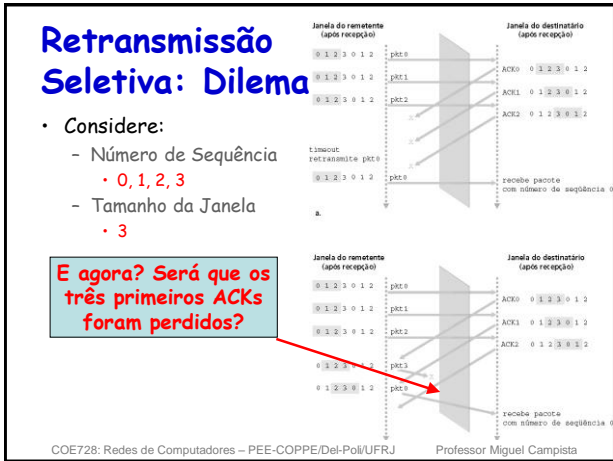 Retransmissão
Seletiva: Dilema
• Considere:
– Número de Sequência
• 0, 1, 2, 3
– Tamanho da Janela
• 3
E agora? Será que os
três primeiros ACKs
foram perdidos?
Janela do remetente
(após recepção)
Janela do destinatário
(após recepção)
0 1 2 3 0 1 2 pkt0
ACK0 0 1 2 3 0 1 2
0 1 2 3 0 1 2 pkt1
ACK1 0 1 2 3 0 1 2
0 1 2 3 0 1 2 pkt2
ACK2 0 1 2 3 0 1 2
x
x
x
timeout
retransmite pkt0
0 1 2 3 0 1 2 pkt0
recebe pacote
com número de seqüência 0
a.
Janela do remetente
(após recepção)
Janela do destinatário
(após recepção)
0 1 2 3 0 1 2 pkt0
ACK0 0 1 2 3 0 1 2
0 1 2 3 0 1 2 pkt1
ACK1 0 1 2 3 0 1 2
0 1 2 3 0 1 2 pkt2
ACK2 0 1 2 3 0 1 2
0 1 2 3 0 1 2 pkt3
x
0 1 2 3 0 1 2 pkt0
recebe pacote
com número de seqüência 0
COE728: Redes de Computadores – PEE-COPPE/Del-Poli/UFRJ Professor Miguel Campista